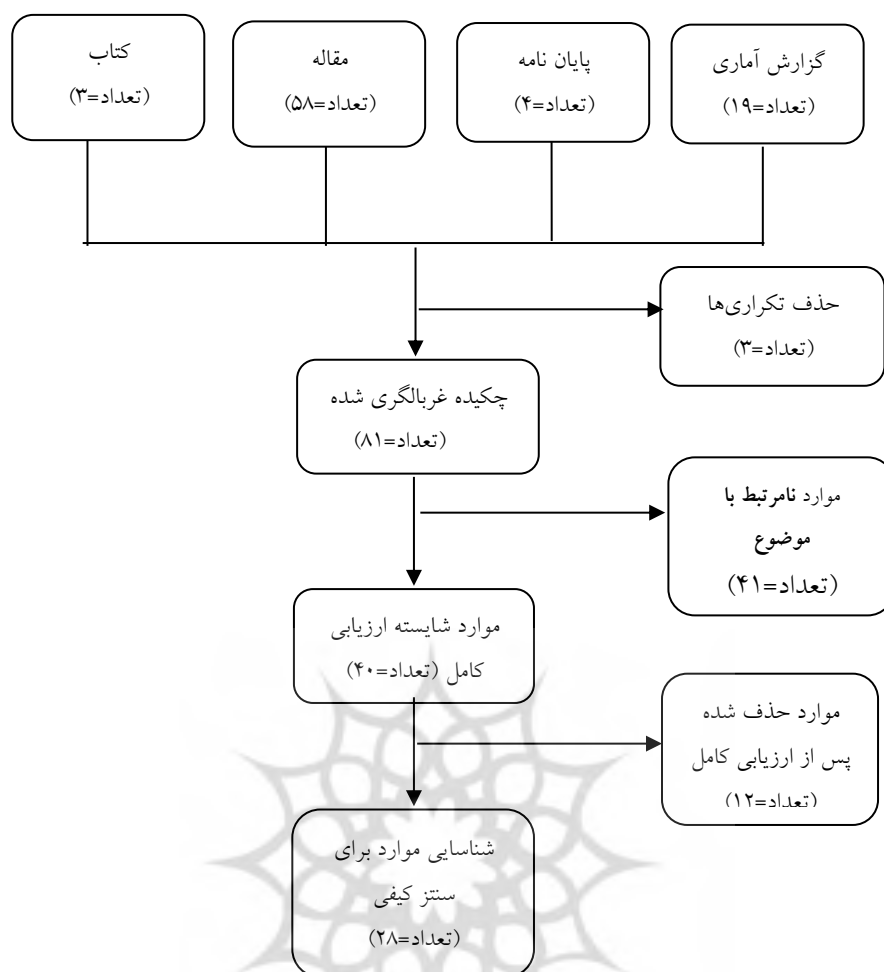 گزارش آماری
(تعداد=۱۹)
پایان نامه
(تعداد=۴)
مقاله
(تعداد=۵۸)
کتاب
(تعداد=۳)
حذف تکراری‌ها
(تعداد=۳)
چکیده غربالگری شده
(تعداد=۸۱)
موارد نامرتبط با
موضوع
(تعداد=۴۱)
موارد شایسته ارزیابی
کامل (تعداد=۴۰)
موارد حذف شده
پس از ارزیابی کامل
(تعداد=۱۲)
شناسایی موارد برای
سنتز کیفی
(تعداد=۲۸)